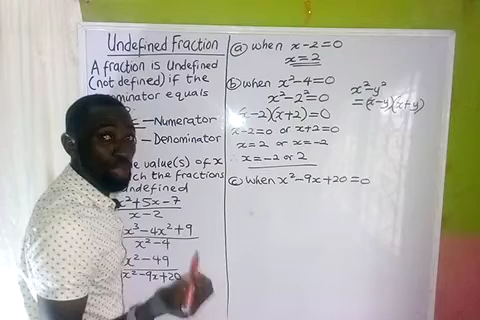 Undefined Fraction
A fraction is Undefined
(not defined) if the
denominator equals
— Numerator
— Denominator
value(s) of x
the fractions
undefined
x²+5x-7
x-2
x³-4x²+9
x²-4
x²-49
x²-9x+20
(a) when x-2=0
x=2
(b) when x²-4=0
x²-2²=0
(x-2)(x+2)=0
x-2=0 or x+2=0
x=2 or x=-2
∴ x=-2 or 2
(c) when x²-9x+20=0
x²-y²
=(x-y)(x+y)